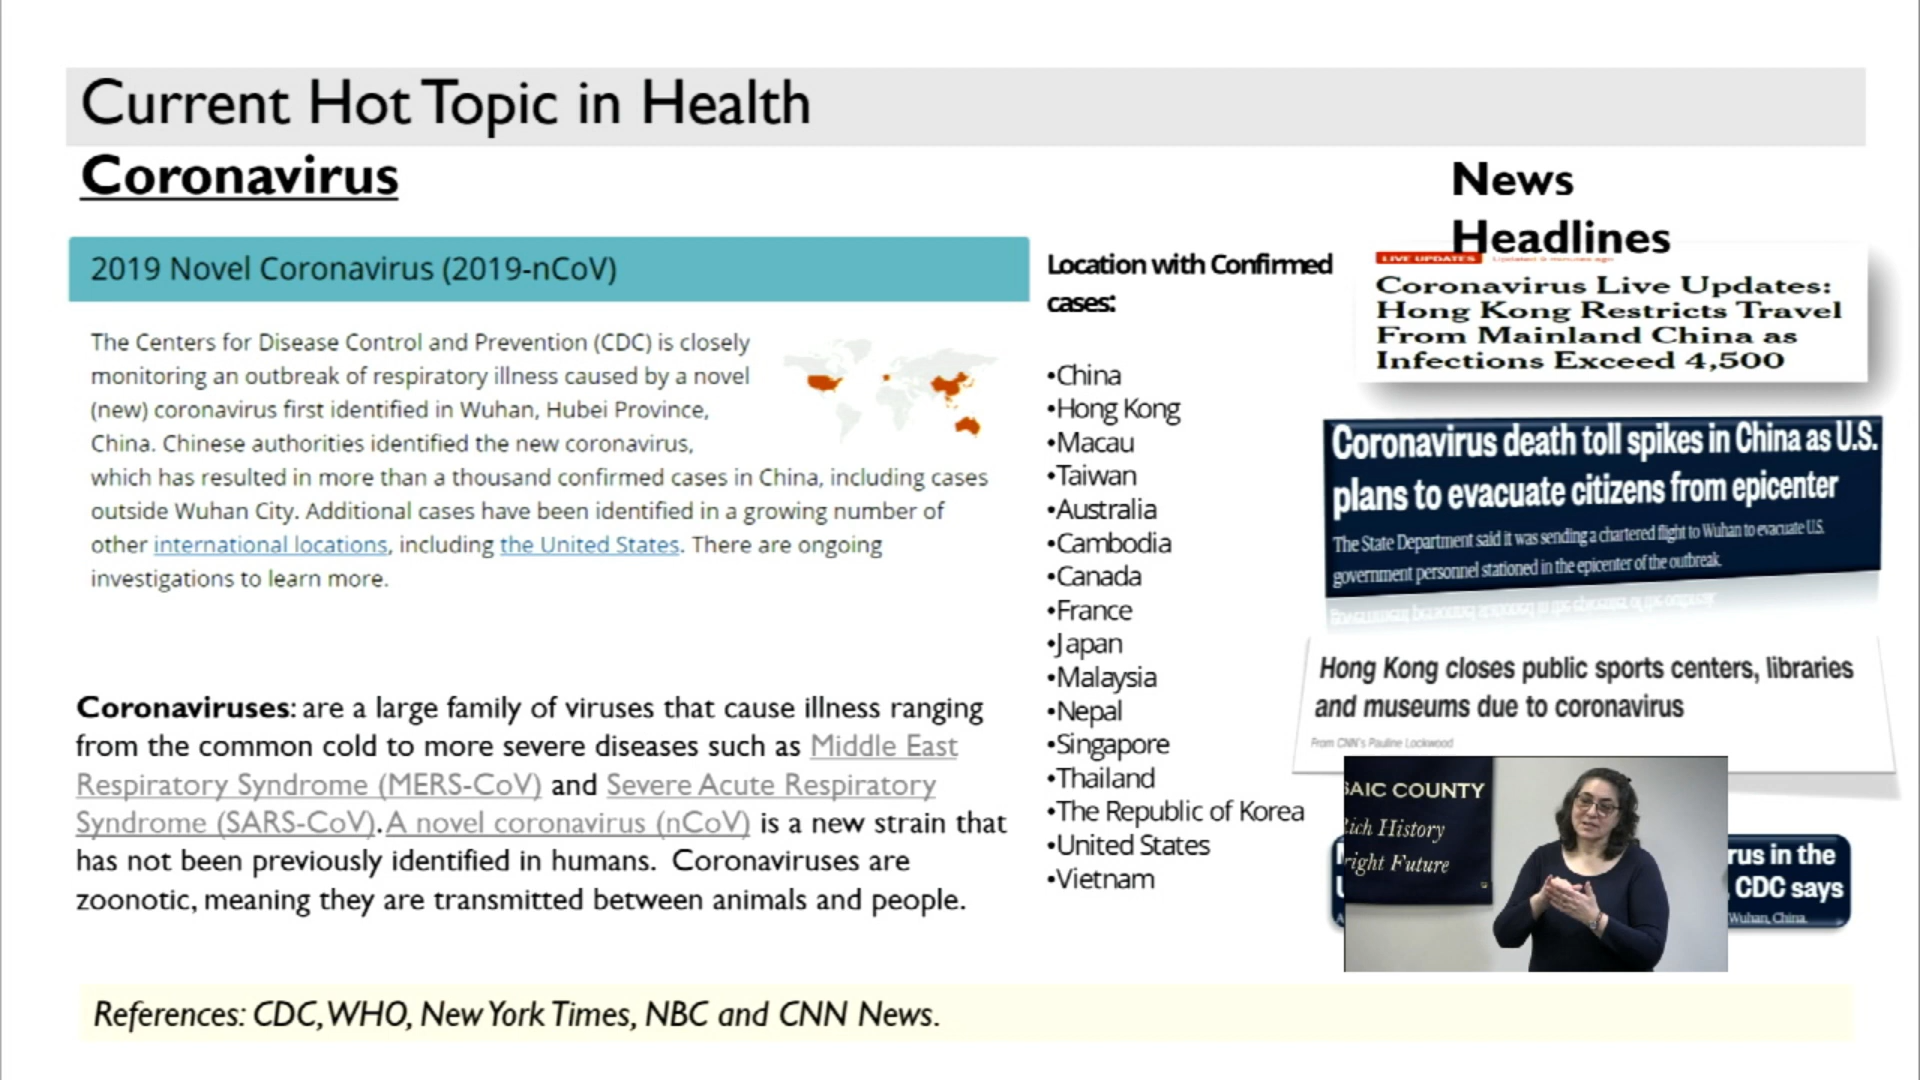 Current Hot Topic in Health
Coronavirus
2019 Novel Coronavirus (2019-nCoV)
The Centers for Disease Control and Prevention (CDC) is closely
monitoring an outbreak of respiratory illness caused by a novel
(new) coronavirus first identified in Wuhan, Hubei Province,
China. Chinese authorities identified the new coronavirus,
which has resulted in more than a thousand confirmed cases in China, including cases
outside Wuhan City. Additional cases have been identified in a growing number of
other international locations, including the United States. There are ongoing
investigations to learn more.
Coronaviruses: are a large family of viruses that cause illness ranging
from the common cold to more severe diseases such as Middle East
Respiratory Syndrome (MERS-CoV) and Severe Acute Respiratory
Syndrome (SARS-CoV). A novel coronavirus (nCoV) is a new strain that
has not been previously identified in humans. Coronaviruses are
zoonotic, meaning they are transmitted between animals and people.
Location with Confirmed
cases:
•China
•Hong Kong
•Macau
•Taiwan
•Australia
•Cambodia
•Canada
•France
•Japan
•Malaysia
•Nepal
•Singapore
•Thailand
•The Republic of Korea
•United States
•Vietnam
News
Headlines
LIVE UPDATES Updated 9 minutes ago
Coronavirus Live Updates:
Hong Kong Restricts Travel
From Mainland China as
Infections Exceed 4,500
Coronavirus death toll spikes in China as U.S.
plans to evacuate citizens from epicenter
The State Department said it was sending a chartered flight to Wuhan to evacuate U.S.
government personnel stationed in the epicenter of the outbreak.
Hong Kong closes public sports centers, libraries
and museums due to coronavirus
From CNN's Pauline Lockwood
SAIC COUNTY
Rich History
right Future
rus in the
CDC says
Wuhan, China.
References: CDC, WHO, New York Times, NBC and CNN News.